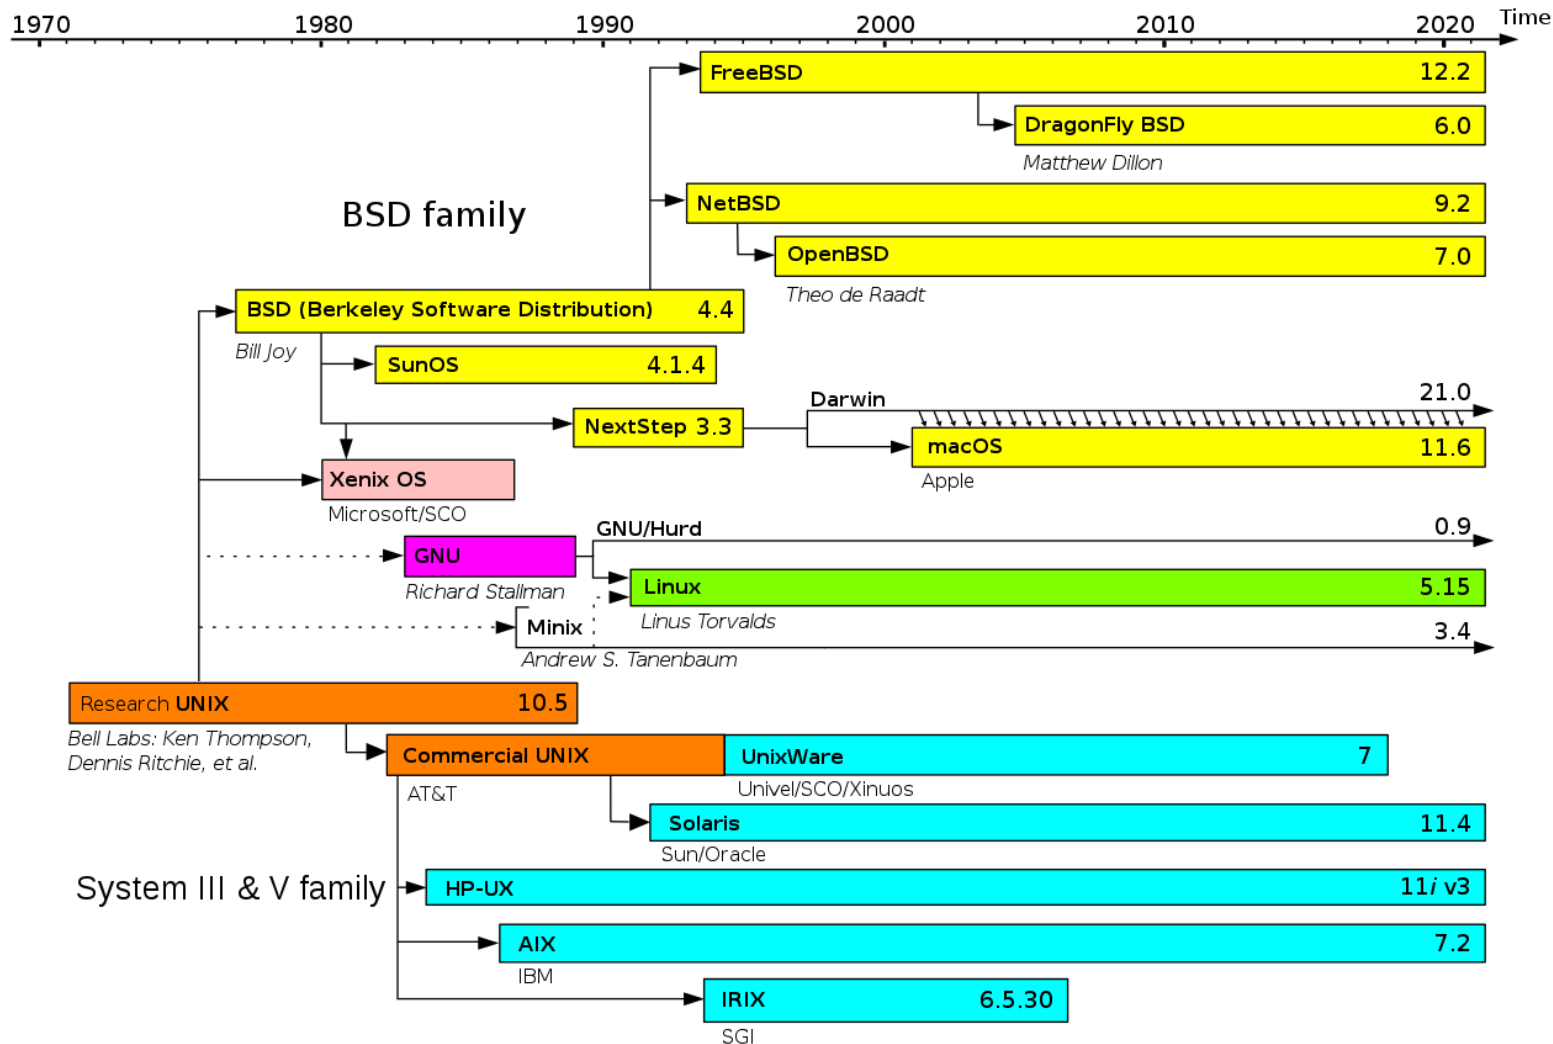 1970 1980 1990 2000 2010 2020 Time
FreeBSD 12.2
DragonFly BSD 6.0
Matthew Dillon
BSD family
NetBSD 9.2
OpenBSD 7.0
Theo de Raadt
BSD (Berkeley Software Distribution) 4.4
Bill Joy
SunOS 4.1.4
Darwin 21.0
NextStep 3.3
macOS 11.6
Apple
Xenix OS
Microsoft/SCO
GNU/Hurd 0.9
GNU
Richard Stallman
Linux 5.15
Linus Torvalds
Minix 3.4
Andrew S. Tanenbaum
Research UNIX 10.5
Bell Labs: Ken Thompson,
Dennis Ritchie, et al.
Commercial UNIX
AT&T
UnixWare 7
Univel/SCO/Xinuos
Solaris 11.4
Sun/Oracle
System III & V family
HP-UX 11i v3
AIX 7.2
IBM
IRIX 6.5.30
SGI